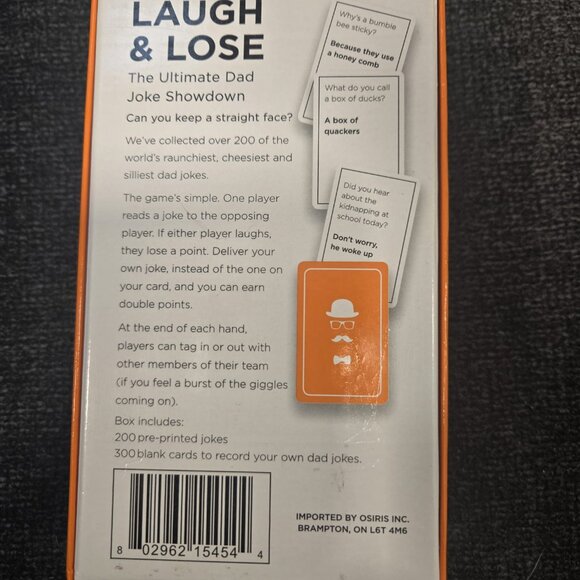 LAUGH
& LOSE
The Ultimate Dad
Joke Showdown
Can you keep a straight face?
We've collected over 200 of the
world's raunchiest, cheesiest and
silliest dad jokes.
The game's simple. One player
reads a joke to the opposing
player. If either player laughs,
they lose a point. Deliver your
own joke, instead of the one on
your card, and you can earn
double points.
At the end of each hand,
players can tag in or out with
other members of their team
(if you feel a burst of the giggles
coming on).
Box includes:
200 pre-printed jokes
300 blank cards to record your own dad jokes.
Why's a bumble
bee sticky?
Because they use
a honey comb
What do you call
a box of ducks?
A box of
quackers
Did you hear
about the
kidnapping at
school today?
Don't worry,
he woke up
8 02962 15454 4
IMPORTED BY OSIRIS INC.
BRAMPTON, ON L6T 4M6